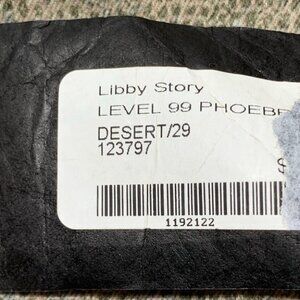 Libby Story
LEVEL 99 PHOEBE
DESERT/29
123797
$
1192122